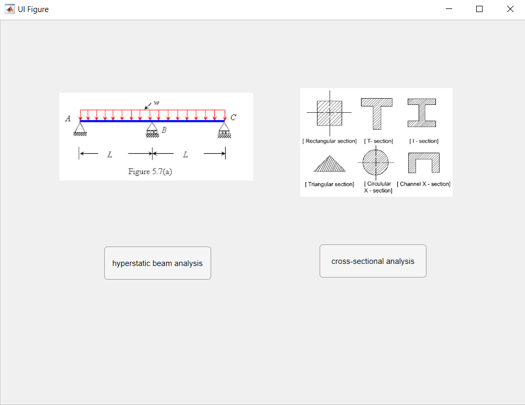 UI Figure
w
A
B
C
L
L
Figure 5.7(a)
[ Rectangular section] [ T- section] [ I - section]
[ Triangular section] [ Circulular X - section] [ Channel X - section]
hyperstatic beam analysis
cross-sectional analysis